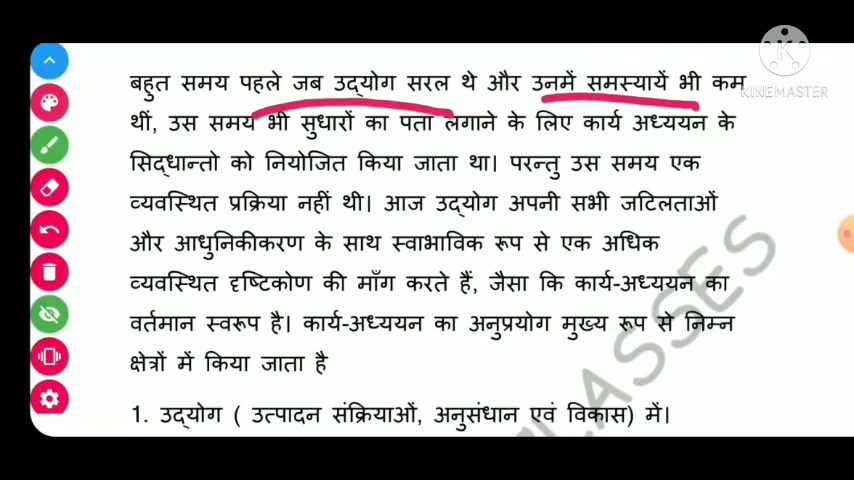 बहुत समय पहले जब उद्योग सरल थे और उनमें समस्यायें भी कम
KINEMASTER
थीं, उस समय भी सुधारों का पता लगाने के लिए कार्य अध्ययन के
सिद्धान्तो को नियोजित किया जाता था। परन्तु उस समय एक
व्यवस्थित प्रक्रिया नहीं थी। आज उद्योग अपनी सभी जटिलताओं
और आधुनिकीकरण के साथ स्वाभाविक रूप से एक अधिक
व्यवस्थित दृष्टिकोण की माँग करते हैं, जैसा कि कार्य-अध्ययन का
वर्तमान स्वरूप है। कार्य-अध्ययन का अनुप्रयोग मुख्य रूप से निम्न
क्षेत्रों में किया जाता है
1. उद्योग ( उत्पादन संक्रियाओं, अनुसंधान एवं विकास) में।
LASSES